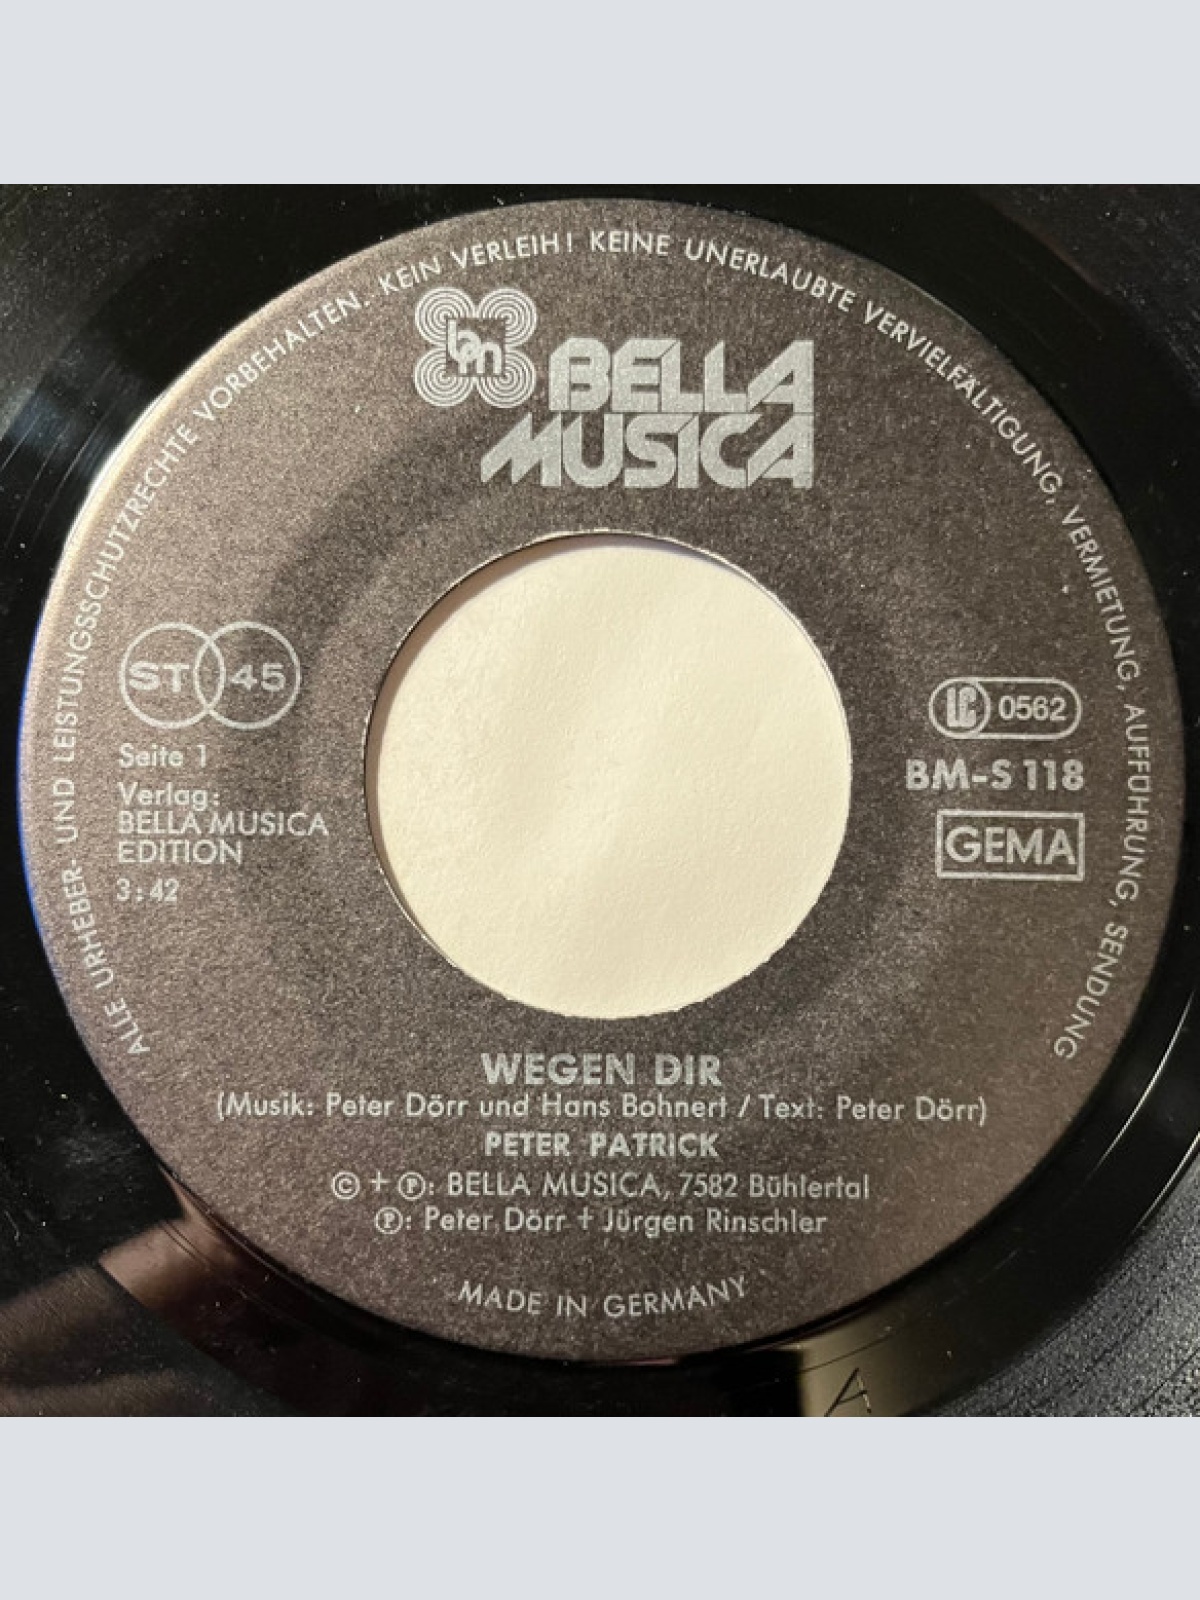 ALLE URHEBER- UND LEISTUNGSSCHUTZRECHTE VORBEHALTEN. KEIN VERLEIH! KEINE UNERLAUBTE VERVIELFÄLTIGUNG, VERMIETUNG, AUFFÜHRUNG, SENDUNG
bm
BELLA
MUSICA
ST 45
Seite 1
Verlag:
BELLA MUSICA
EDITION
3:42
LC 0562
BM-S 118
GEMA
WEGEN DIR
(Musik: Peter Dörr und Hans Bohnert / Text: Peter Dörr)
PETER PATRICK
© + ℗: BELLA MUSICA, 7582 Bühlertal
℗: Peter Dörr + Jürgen Rinschler
MADE IN GERMANY
A